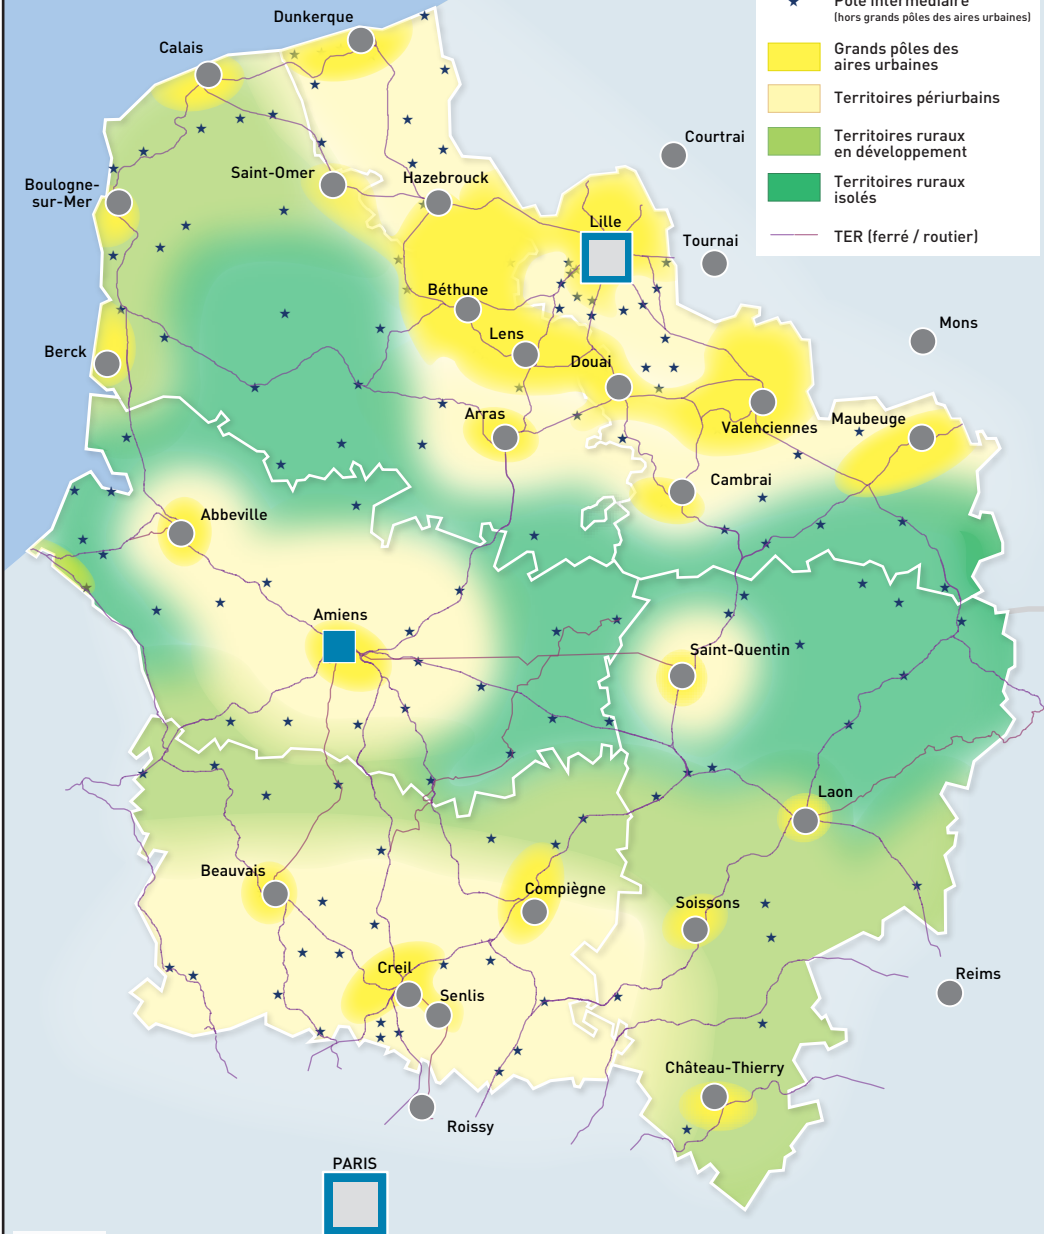 Pôle intermédiaire
(hors grands pôles des aires urbaines)
Grands pôles des
aires urbaines
Territoires périurbains
Territoires ruraux
en développement
Territoires ruraux
isolés
TER (ferré / routier)
Dunkerque
Calais
Courtrai
Saint-Omer
Hazebrouck
Boulogne-
sur-Mer
Lille
Tournai
Béthune
Mons
Lens
Berck
Douai
Arras
Maubeuge
Valenciennes
Cambrai
Abbeville
Amiens
Saint-Quentin
Laon
Beauvais
Compiègne
Soissons
Creil
Reims
Senlis
Château-Thierry
Roissy
PARIS